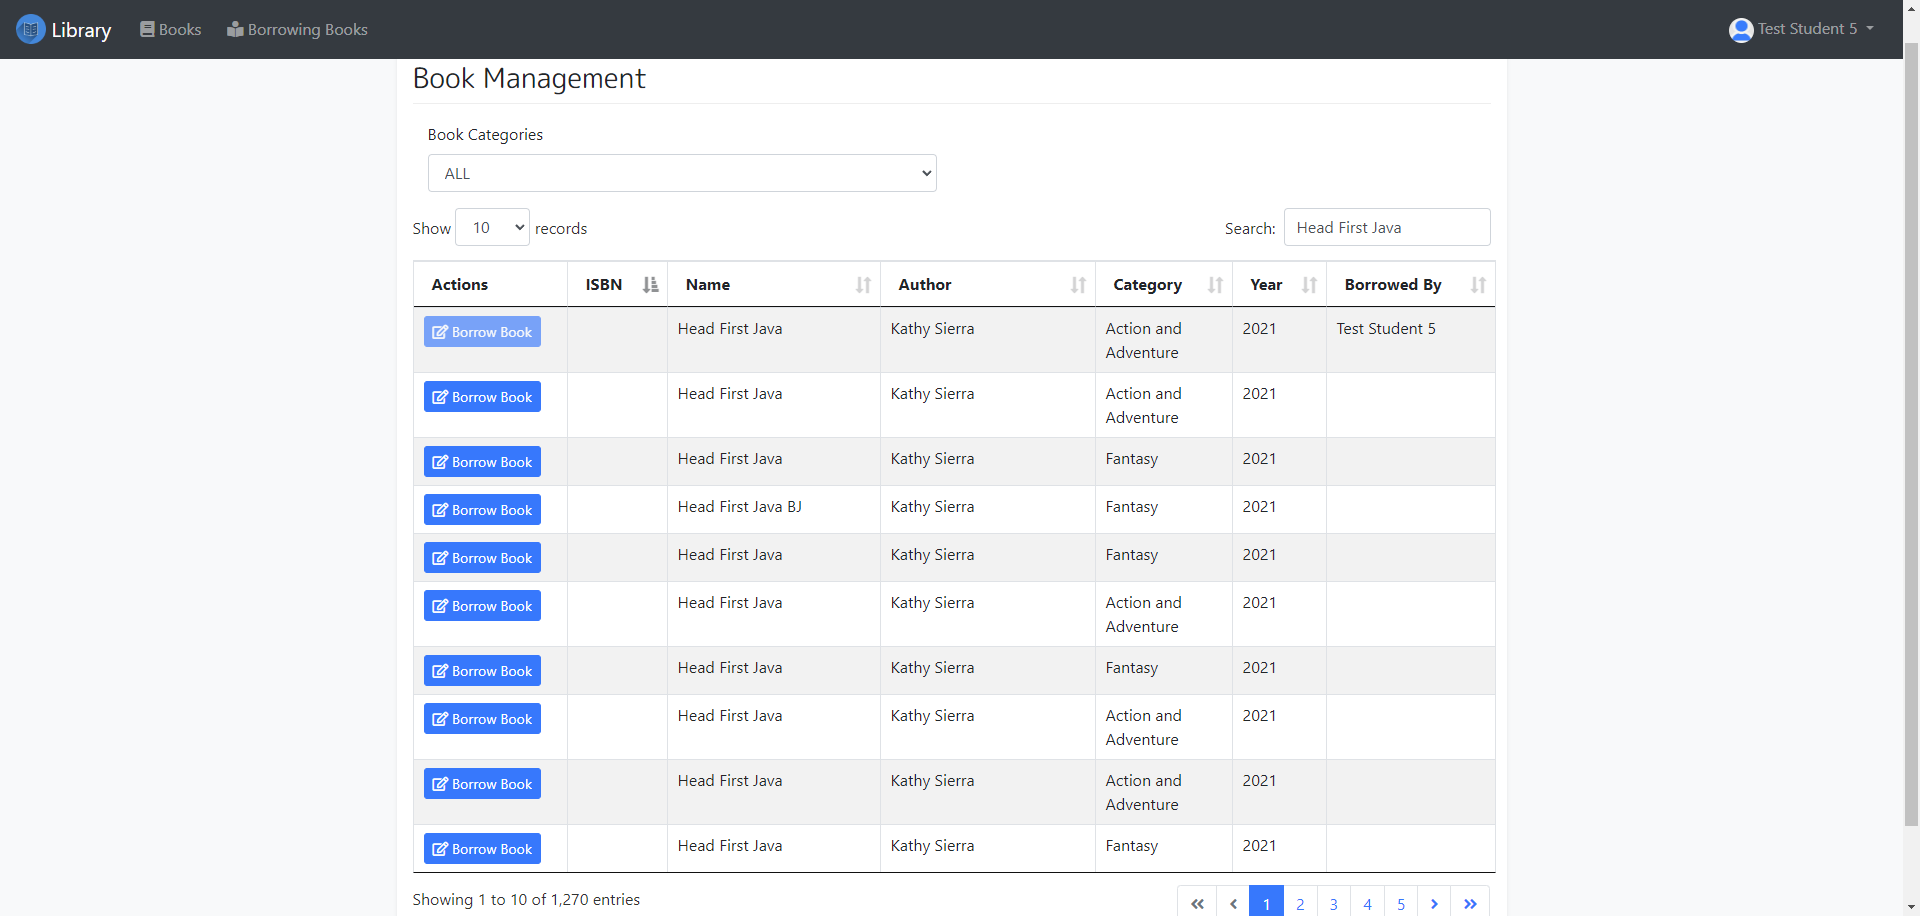 Library Books Borrowing Books Test Student 5
Book Management
Book Categories
ALL
Show 10 records Search: Head First Java
Actions ISBN Name Author Category Year Borrowed By
Borrow Book Head First Java Kathy Sierra Action and 2021 Test Student 5
Adventure
Borrow Book Head First Java Kathy Sierra Action and 2021
Adventure
Borrow Book Head First Java Kathy Sierra Fantasy 2021
Borrow Book Head First Java BJ Kathy Sierra Fantasy 2021
Borrow Book Head First Java Kathy Sierra Fantasy 2021
Borrow Book Head First Java Kathy Sierra Action and 2021
Adventure
Borrow Book Head First Java Kathy Sierra Fantasy 2021
Borrow Book Head First Java Kathy Sierra Action and 2021
Adventure
Borrow Book Head First Java Kathy Sierra Action and 2021
Adventure
Borrow Book Head First Java Kathy Sierra Fantasy 2021
Showing 1 to 10 of 1,270 entries « ‹ 1 2 3 4 5 › »